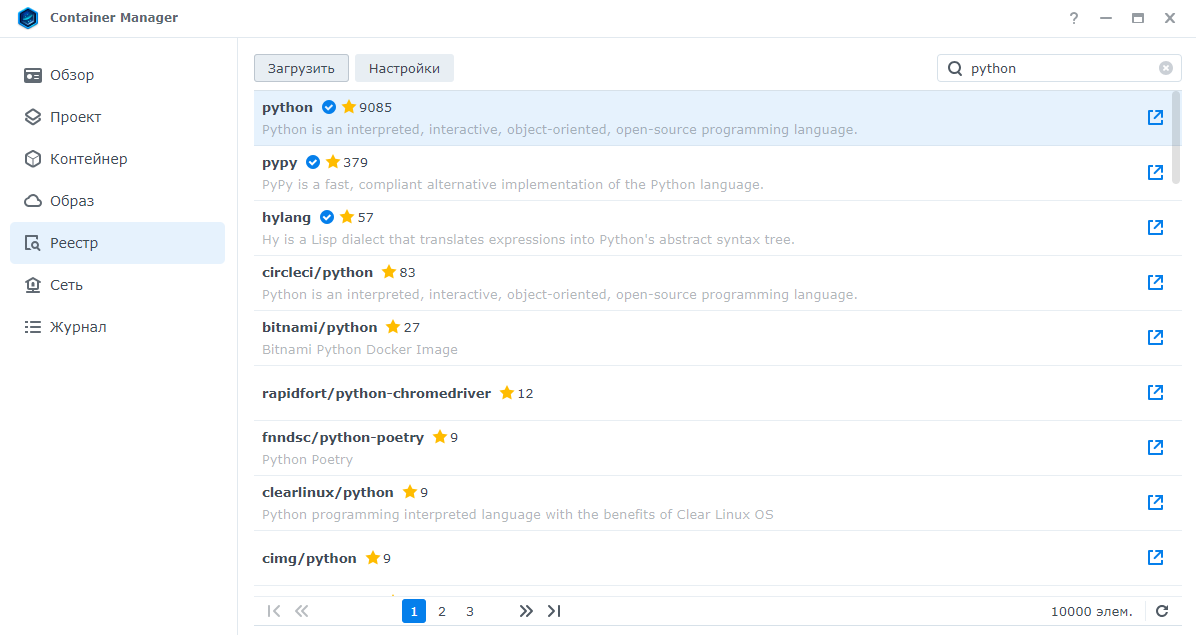 Container Manager
?
Обзор
Проект
Контейнер
Образ
Реестр
Сеть
Журнал
Загрузить
Настройки
python
python 9085
Python is an interpreted, interactive, object-oriented, open-source programming language.
pypy 379
PyPy is a fast, compliant alternative implementation of the Python language.
hylang 57
Hy is a Lisp dialect that translates expressions into Python's abstract syntax tree.
circleci/python 83
Python is an interpreted, interactive, object-oriented, open-source programming language.
bitnami/python 27
Bitnami Python Docker Image
rapidfort/python-chromedriver 12
fnndsc/python-poetry 9
Python Poetry
clearlinux/python 9
Python programming interpreted language with the benefits of Clear Linux OS
cimg/python 9
1 2 3
10000 элем.